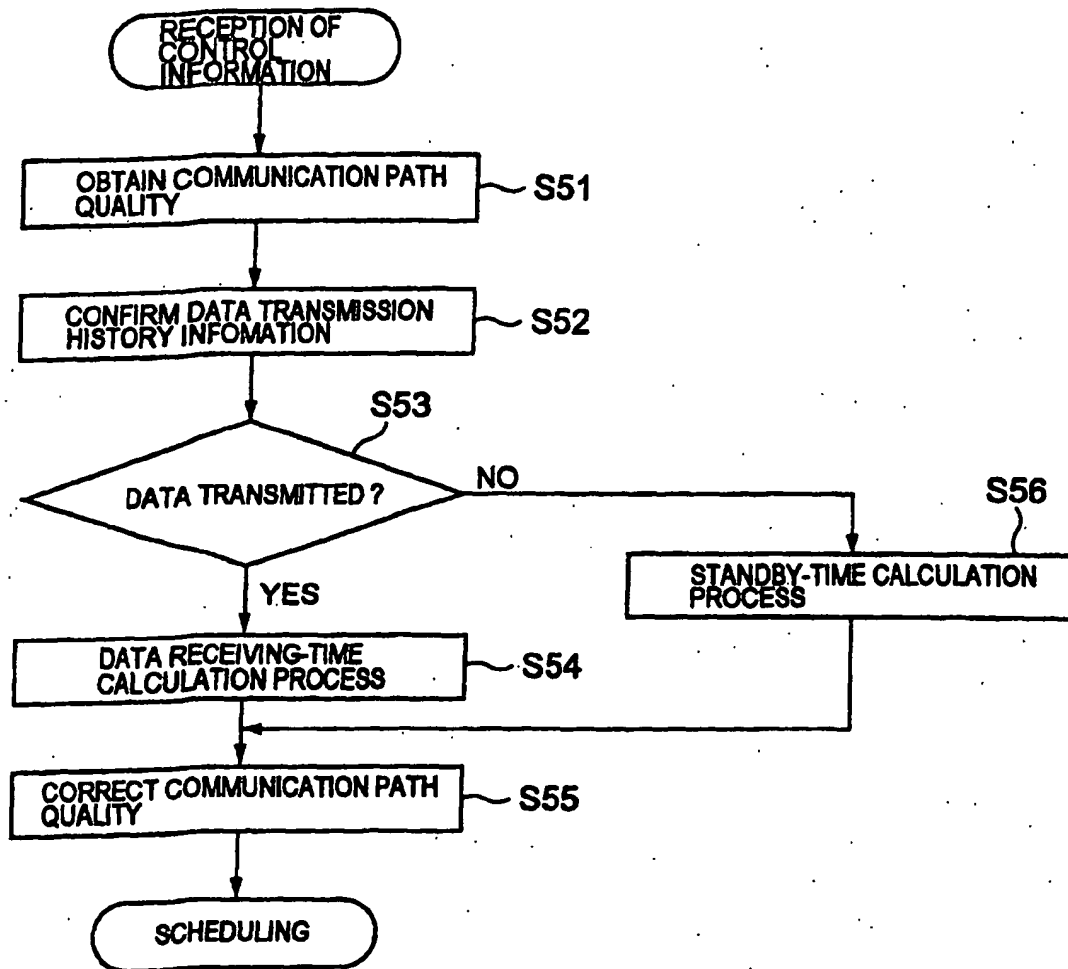 RECEPTION OF
CONTROL
INFORMATION
OBTAIN COMMUNICATION PATH
QUALITY
S51
CONFIRM DATA TRANSMISSION
HISTORY INFOMATION
S52
S53
DATA TRANSMITTED ?
NO
YES
S56
STANDBY-TIME CALCULATION
PROCESS
DATA RECEIVING-TIME
CALCULATION PROCESS
S54
CORRECT COMMUNICATION PATH
QUALITY
S55
SCHEDULING